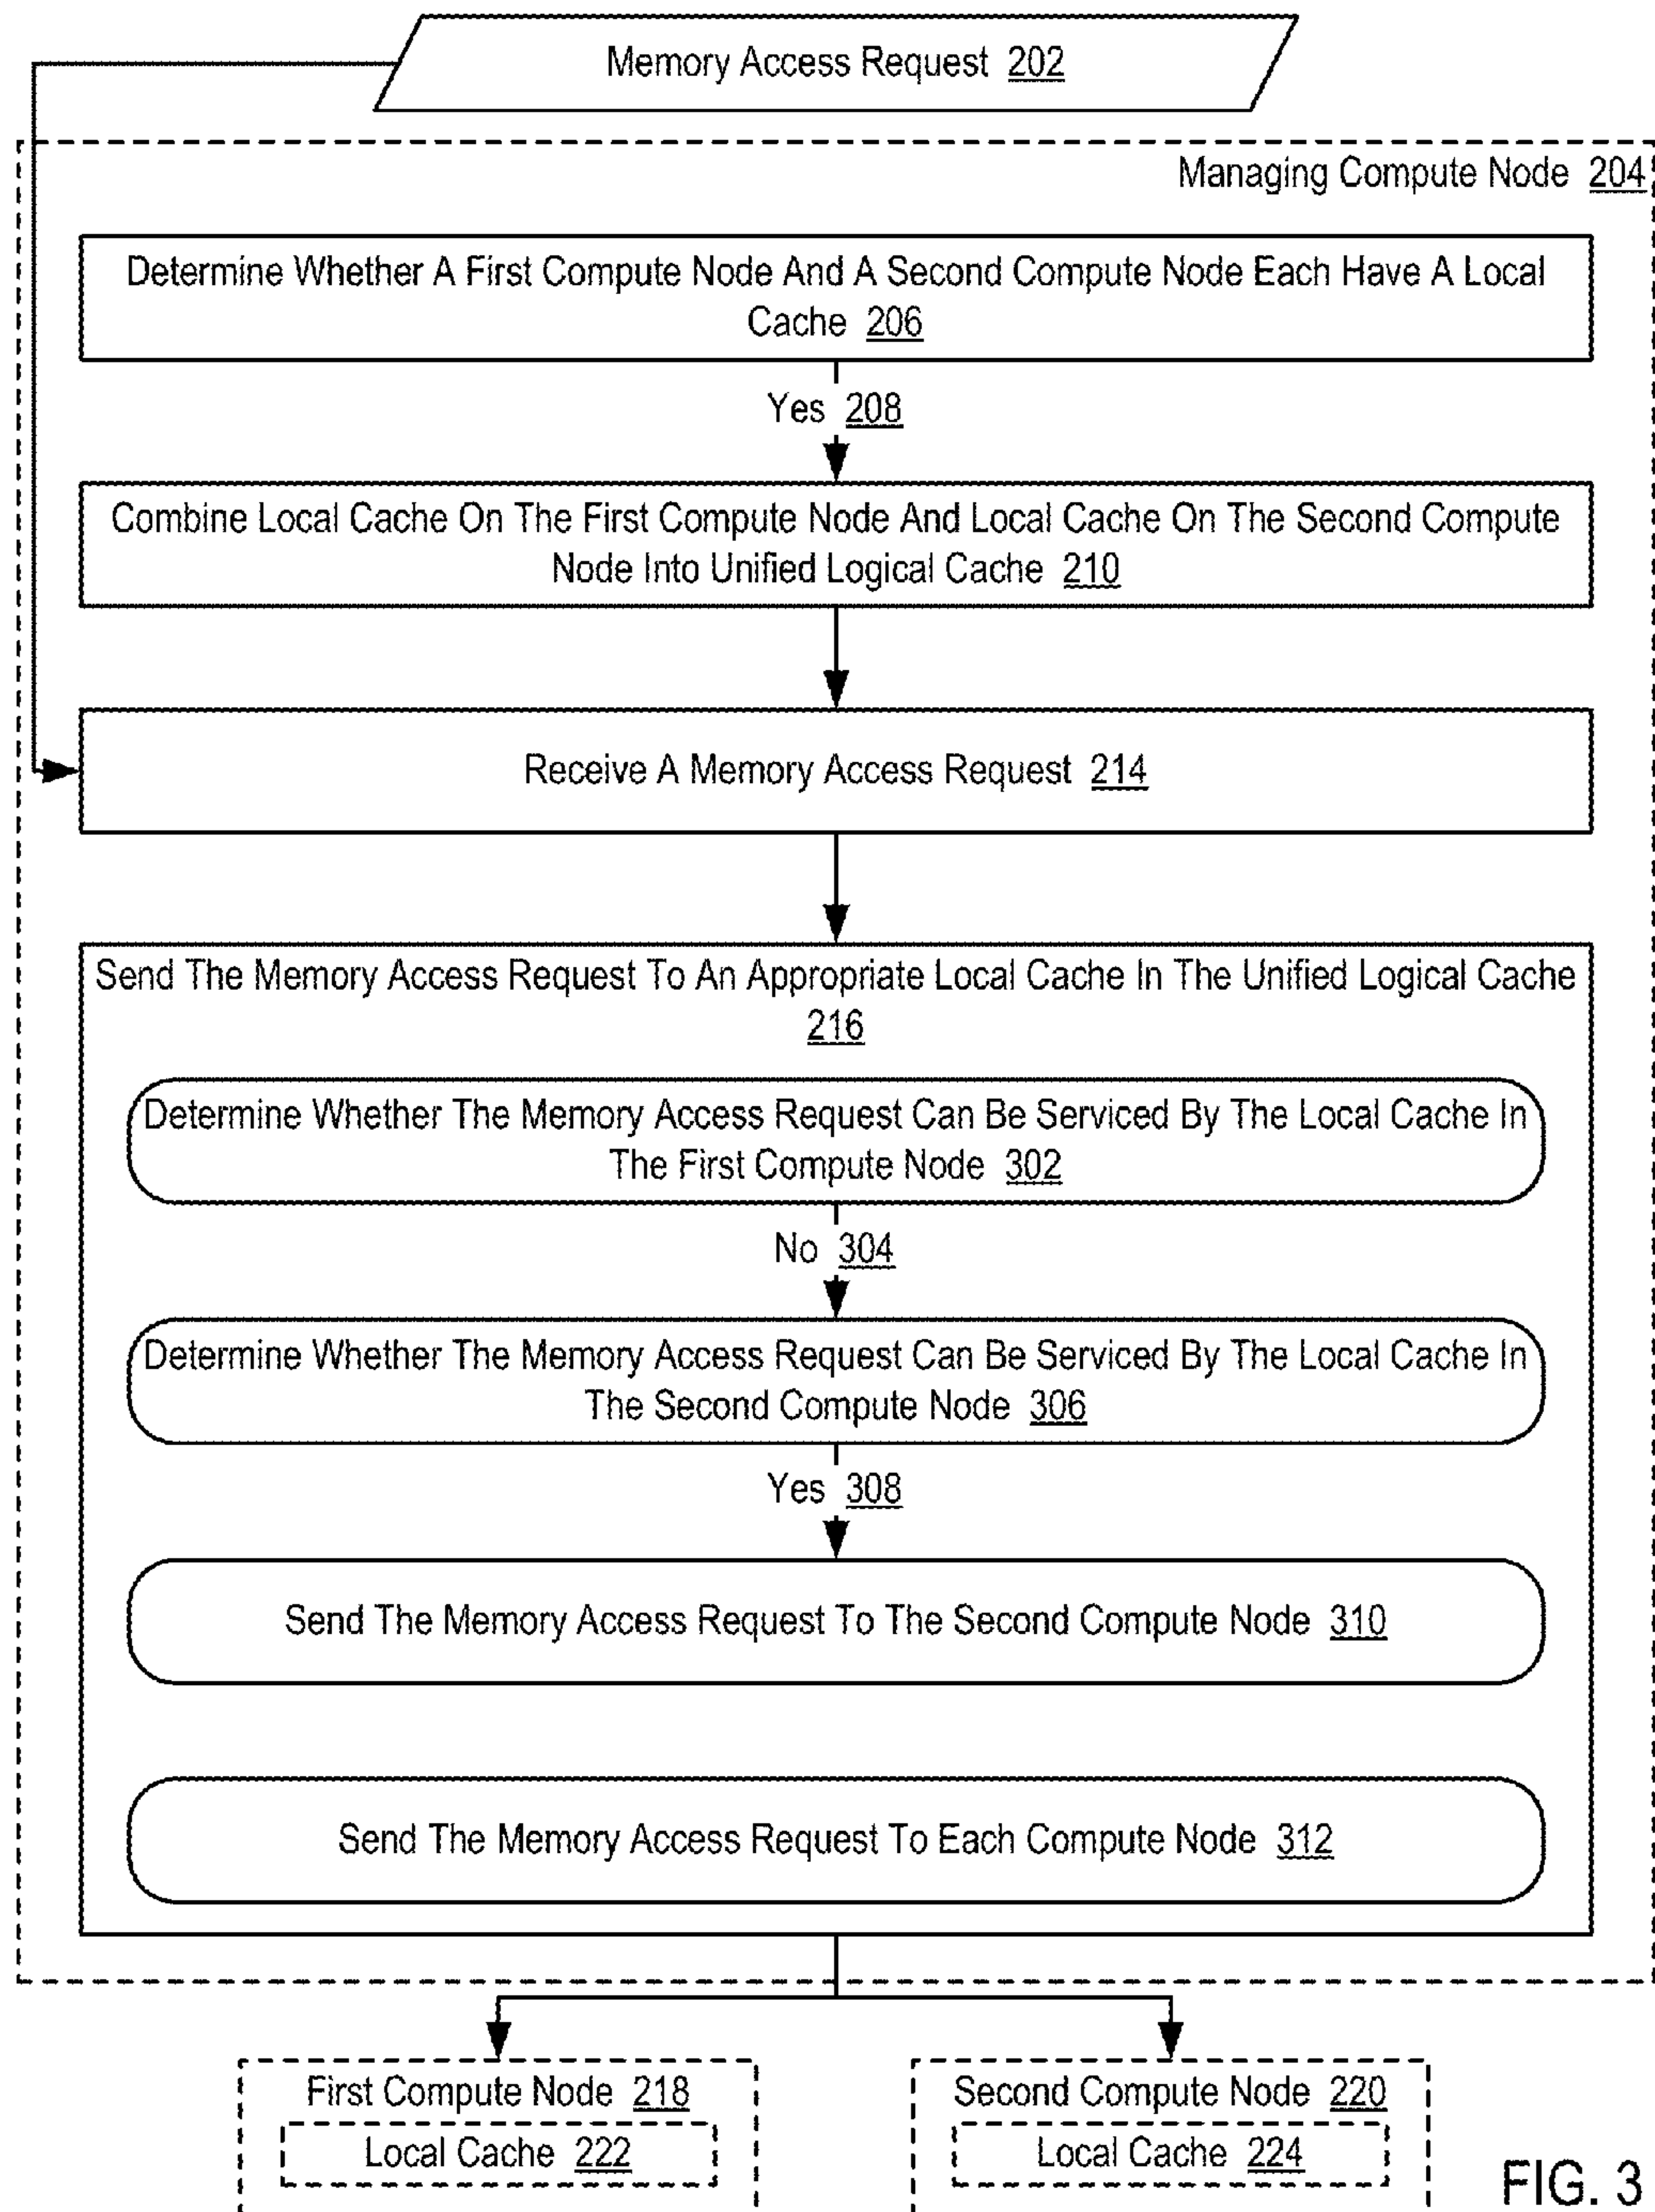 Memory Access Request 202
Managing Compute Node 204
Determine Whether A First Compute Node And A Second Compute Node Each Have A Local
Cache 206
Yes 208
Combine Local Cache On The First Compute Node And Local Cache On The Second Compute
Node Into Unified Logical Cache 210
Receive A Memory Access Request 214
Send The Memory Access Request To An Appropriate Local Cache In The Unified Logical Cache
216
Determine Whether The Memory Access Request Can Be Serviced By The Local Cache In
The First Compute Node 302
No 304
Determine Whether The Memory Access Request Can Be Serviced By The Local Cache In
The Second Compute Node 306
Yes 308
Send The Memory Access Request To The Second Compute Node 310
Send The Memory Access Request To Each Compute Node 312
First Compute Node 218
Local Cache 222
Second Compute Node 220
Local Cache 224
FIG. 3